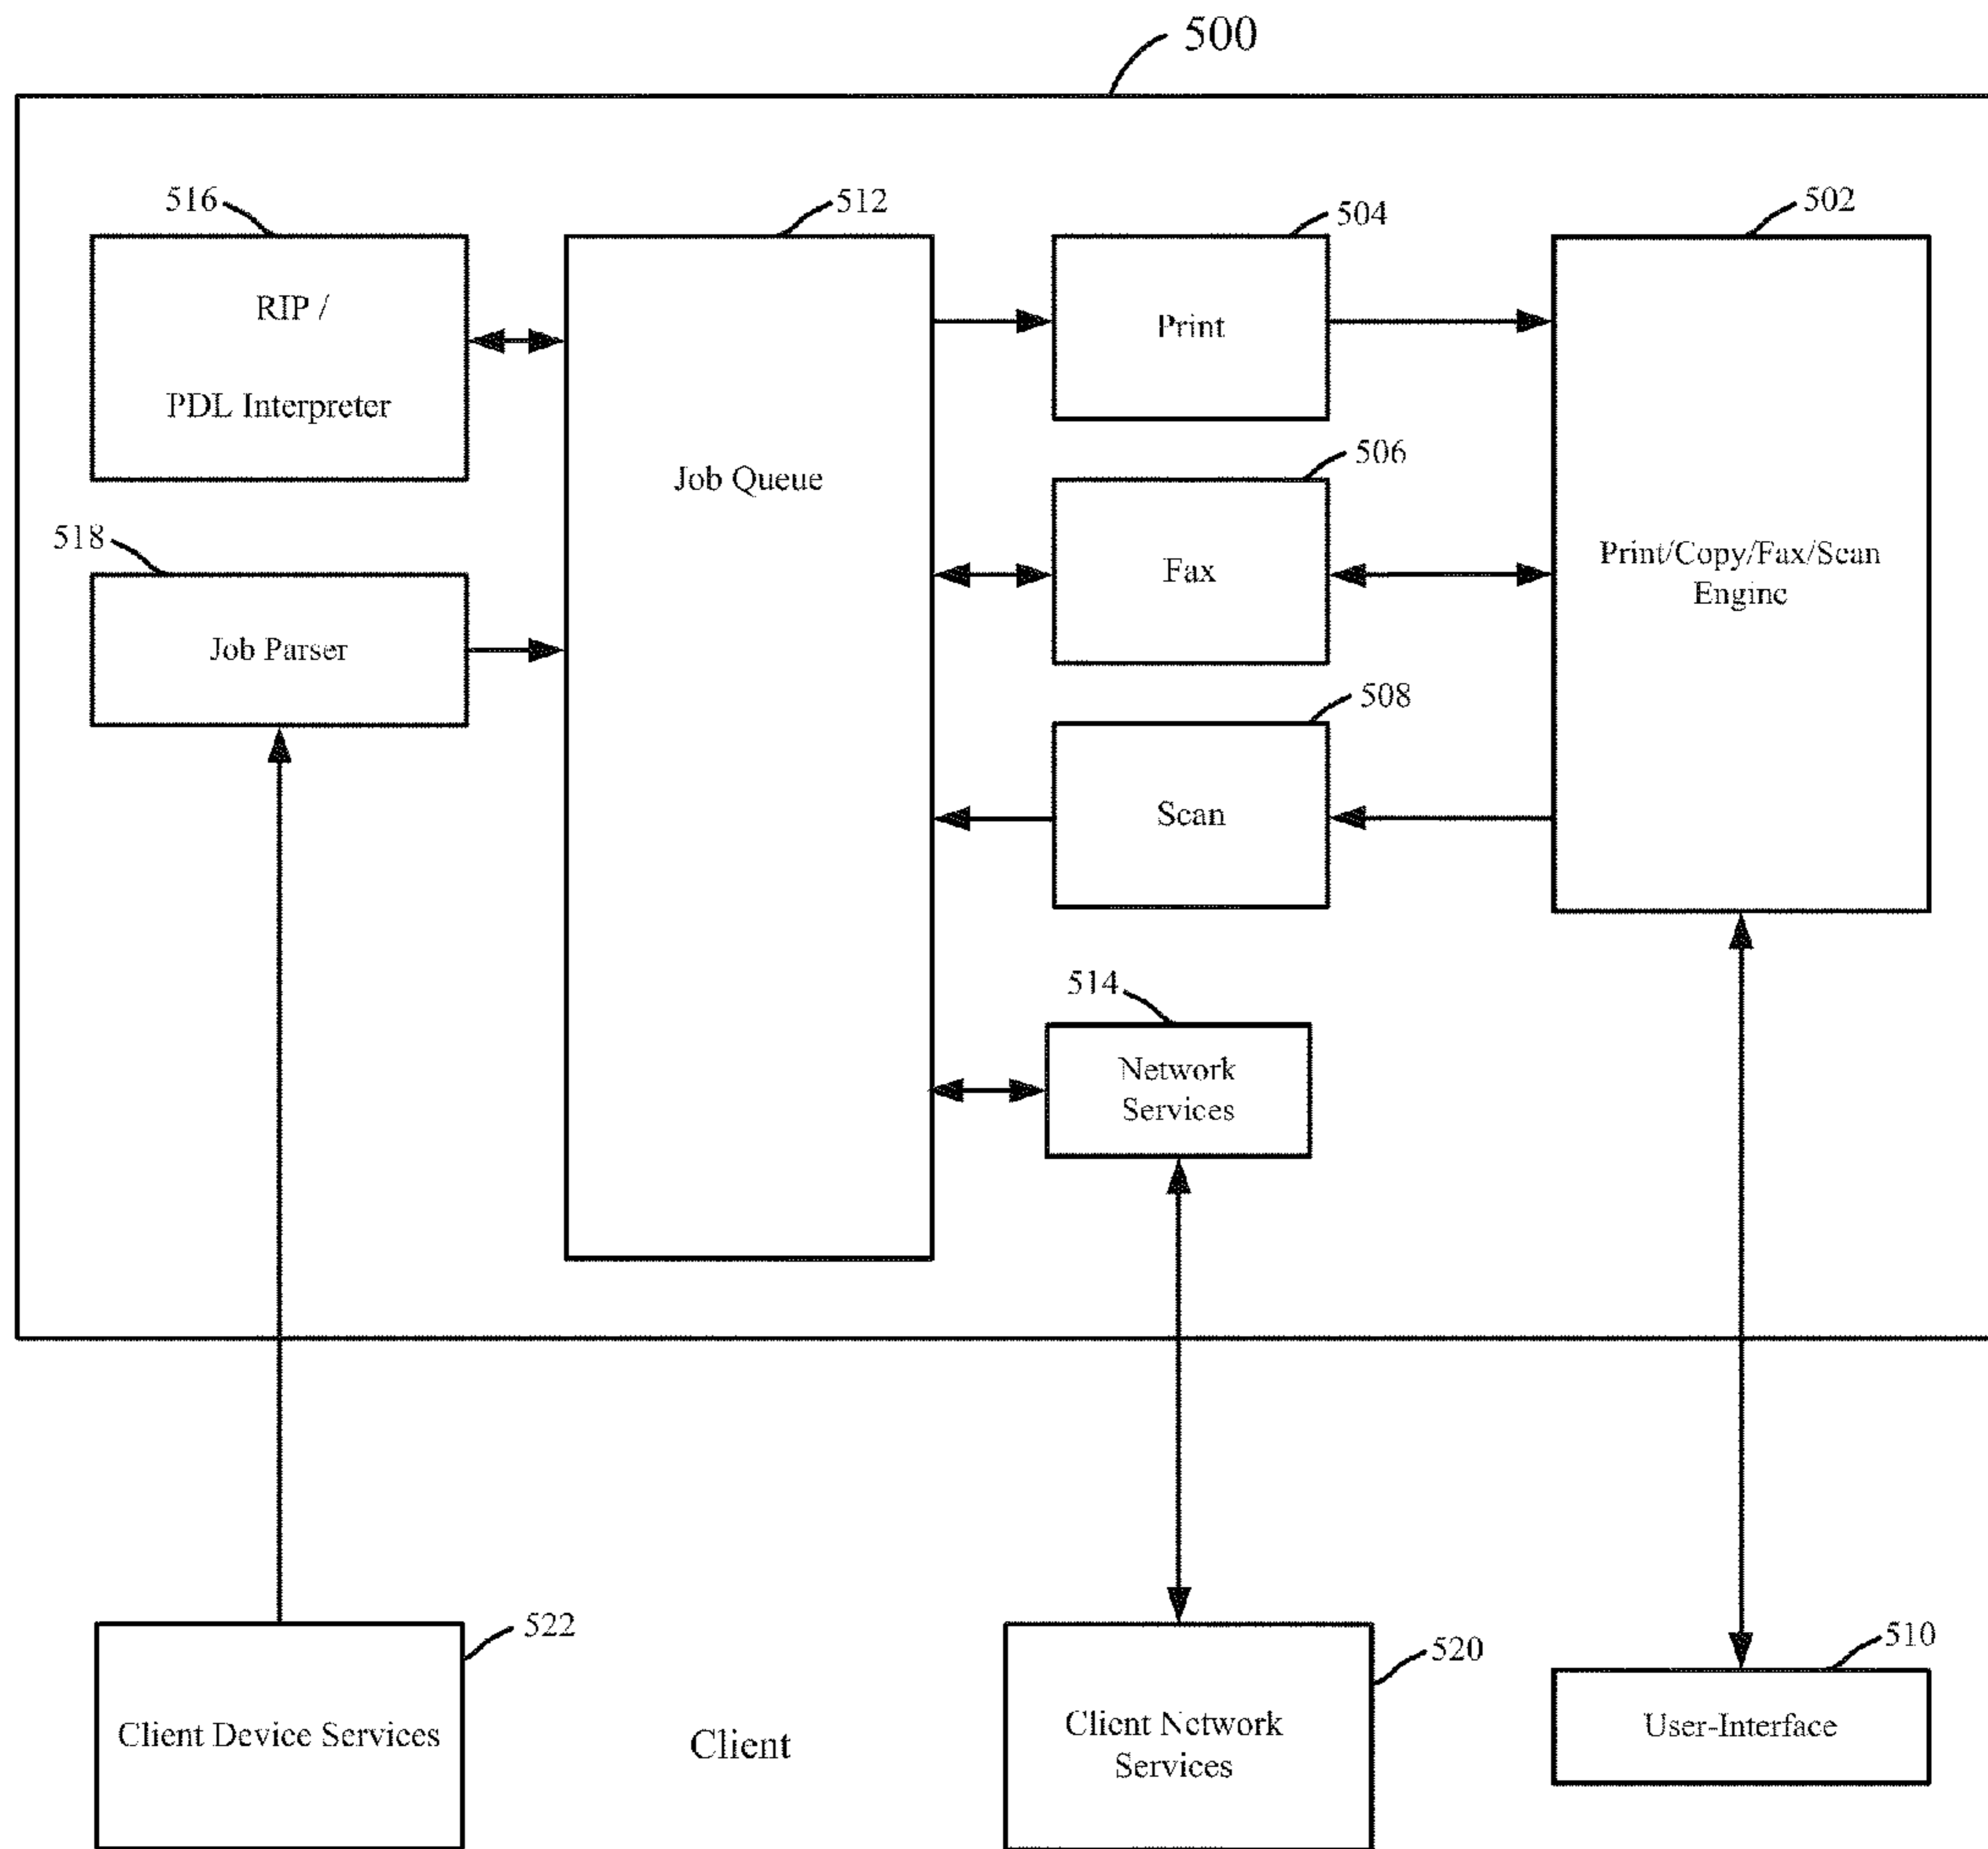 500
516
512
504
502
RIP /
PDL Interpreter
Job Queue
Print
Print/Copy/Fax/Scan
Engine
506
Fax
518
Job Parser
508
Scan
514
Network
Services
522
Client Device Services
Client
520
Client Network
Services
510
User-Interface